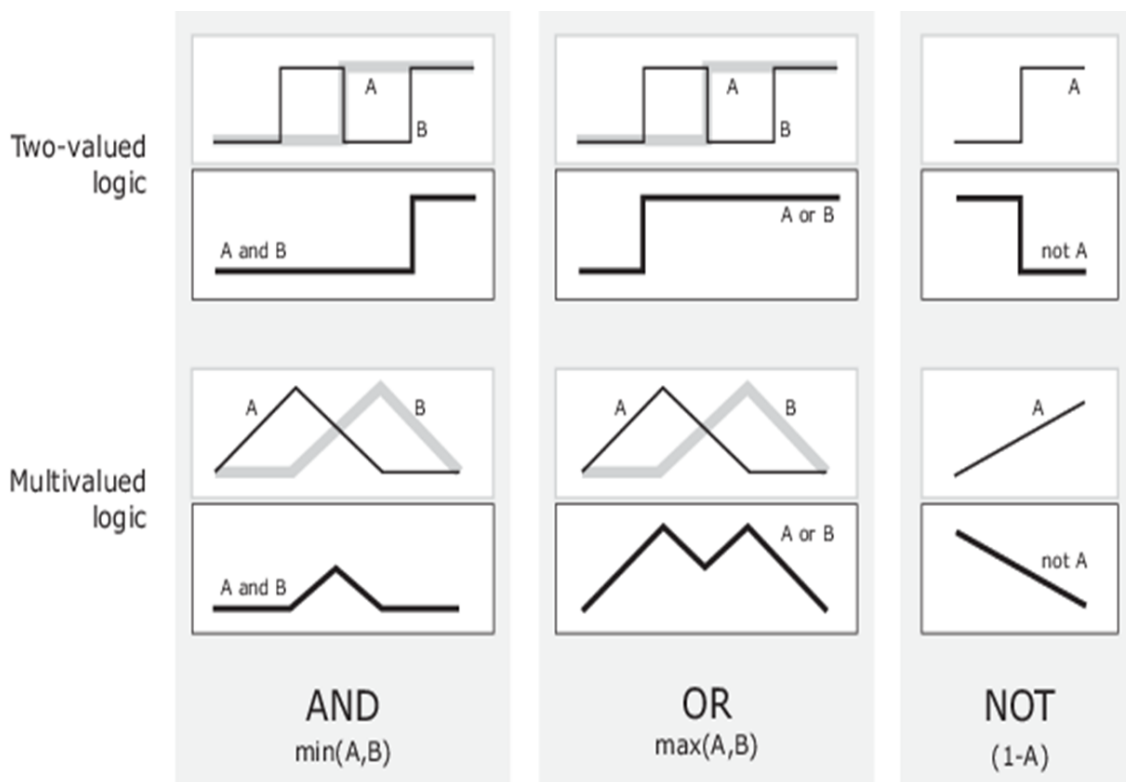 Two-valued
logic
A
B
A and B
A
B
A or B
A
not A
Multivalued
logic
A
B
A and B
A
B
A or B
A
not A
AND
min(A,B)
OR
max(A,B)
NOT
(1-A)